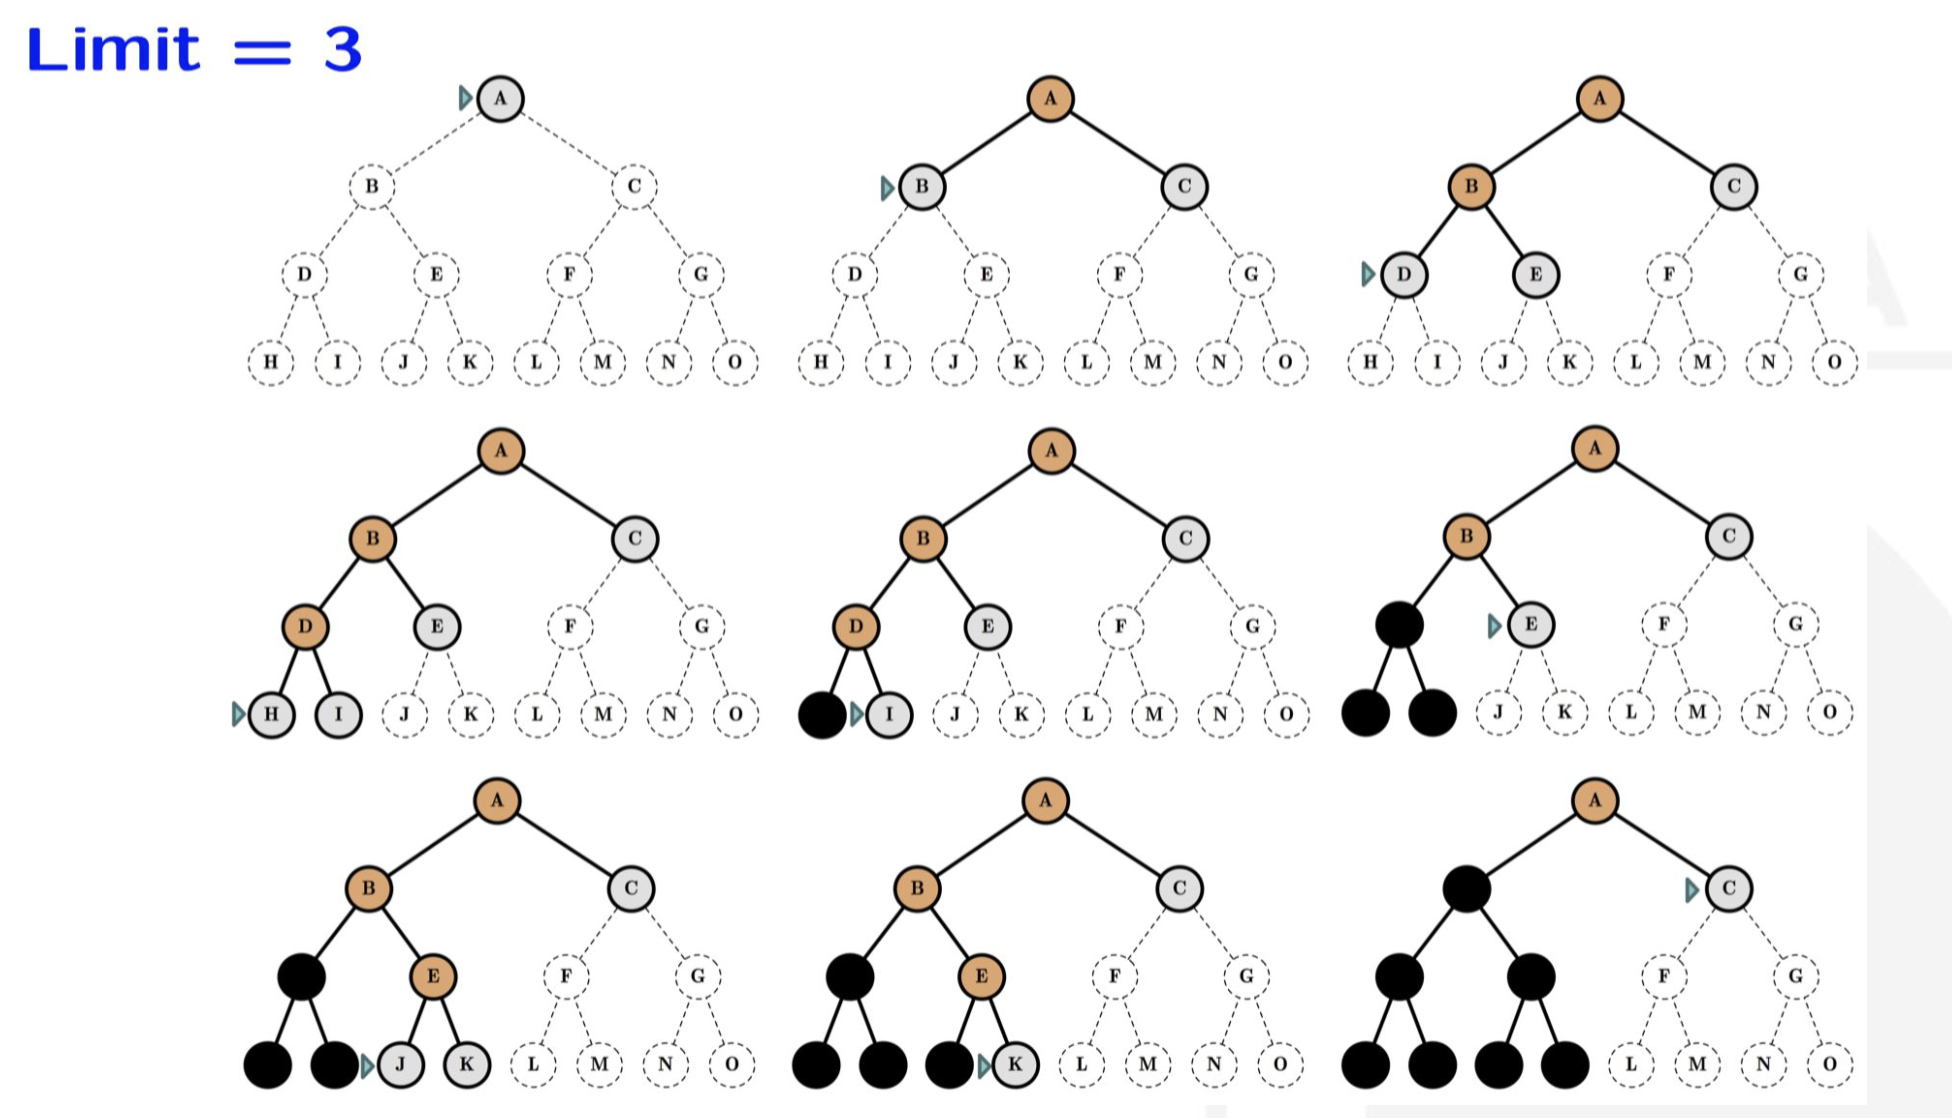 Limit = 3
A A A
B C B C B C
D E F G D E F G D E F G
H I J K L M N O H I J K L M N O H I J K L M N O
A A A
B C B C B C
D E F G D E F G E F G
H I J K L M N O I J K L M N O J K L M N O
A A A
B C B C C
E F G E F G F G
J K L M N O K L M N O L M N O